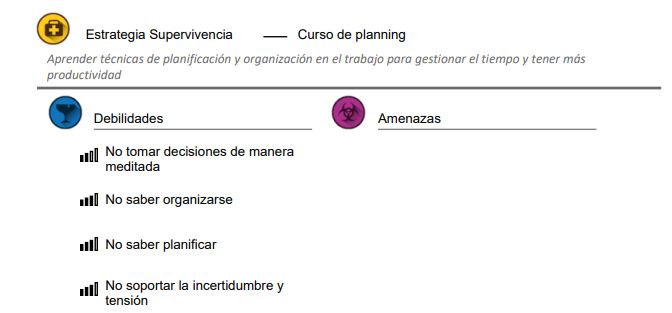 Estrategia Supervivencia — Curso de planning
Aprender técnicas de planificación y organización en el trabajo para gestionar el tiempo y tener más
productividad
Debilidades Amenazas
No tomar decisiones de manera
meditada
No saber organizarse
No saber planificar
No soportar la incertidumbre y
tensión